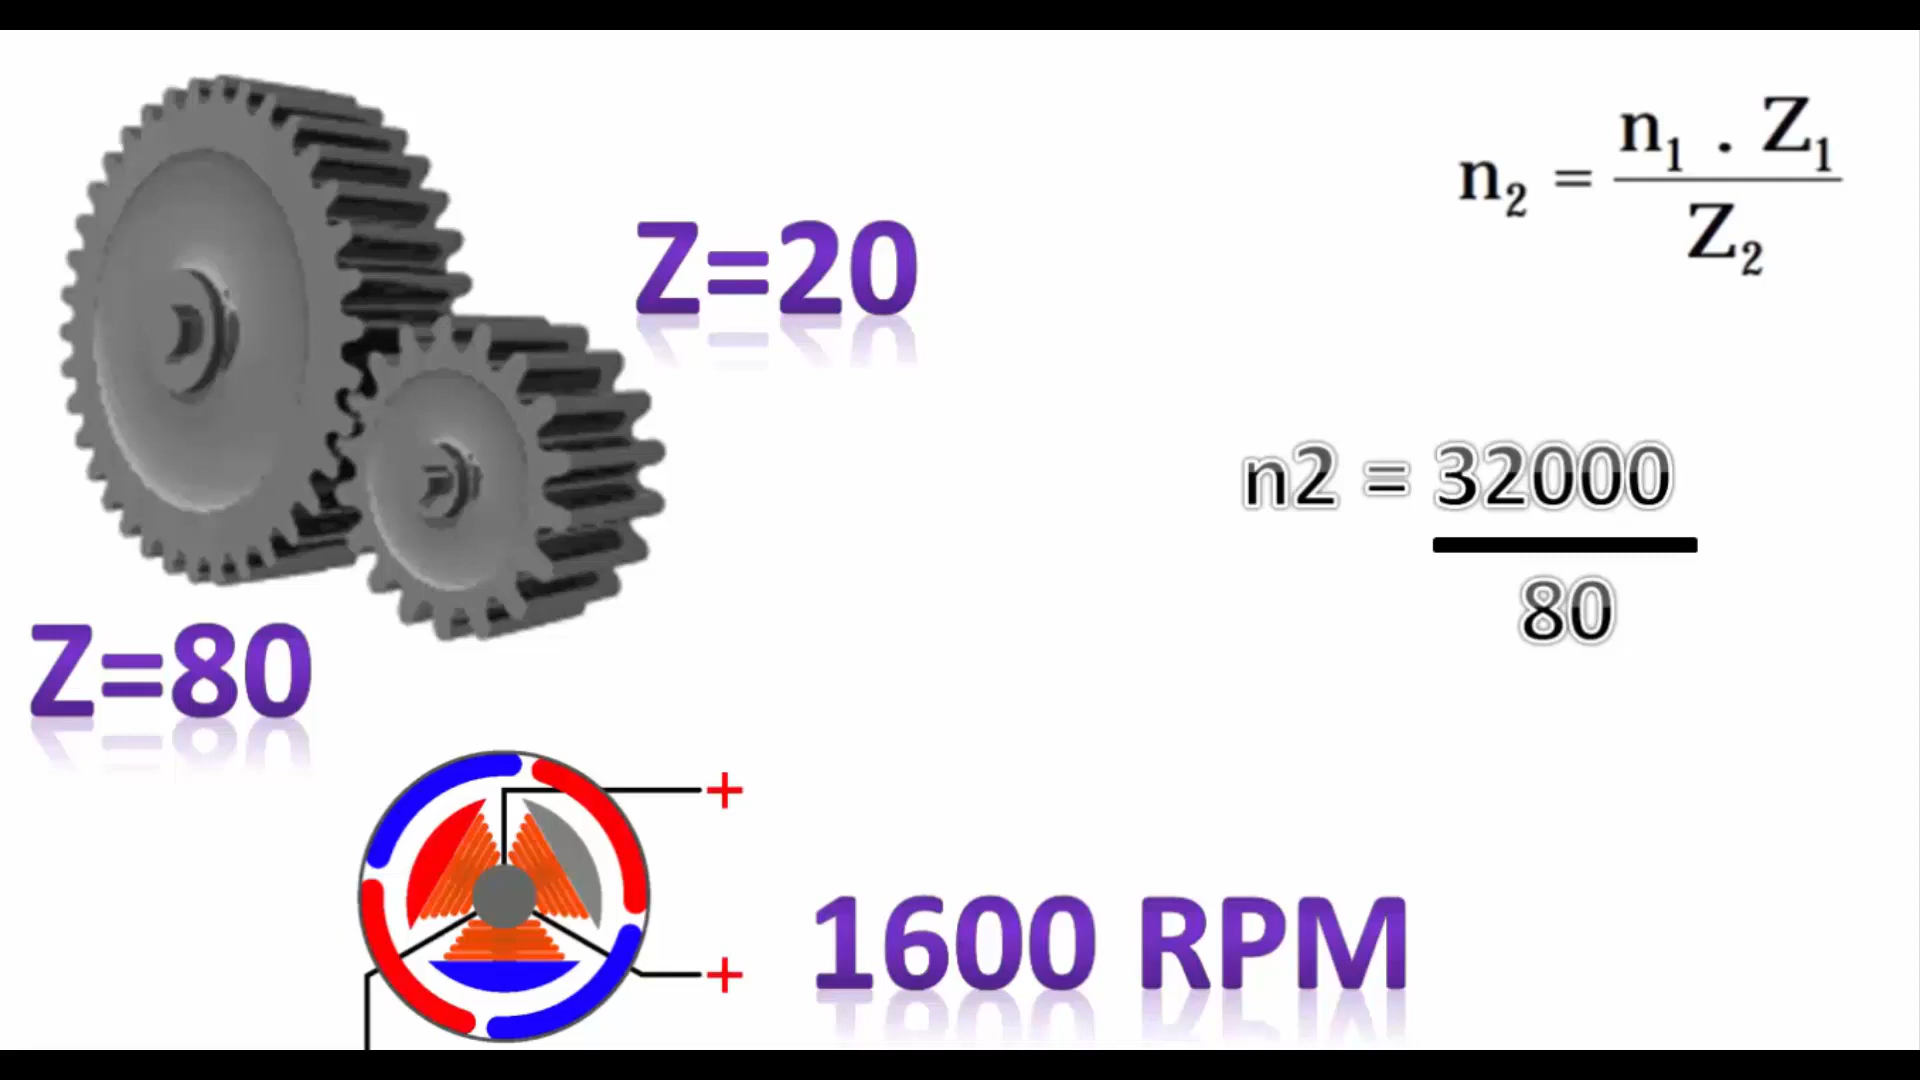 Z=20
n₂ = n₁ . Z₁
Z₂
n2 = 32000
80
Z=80
+
+
1600 RPM